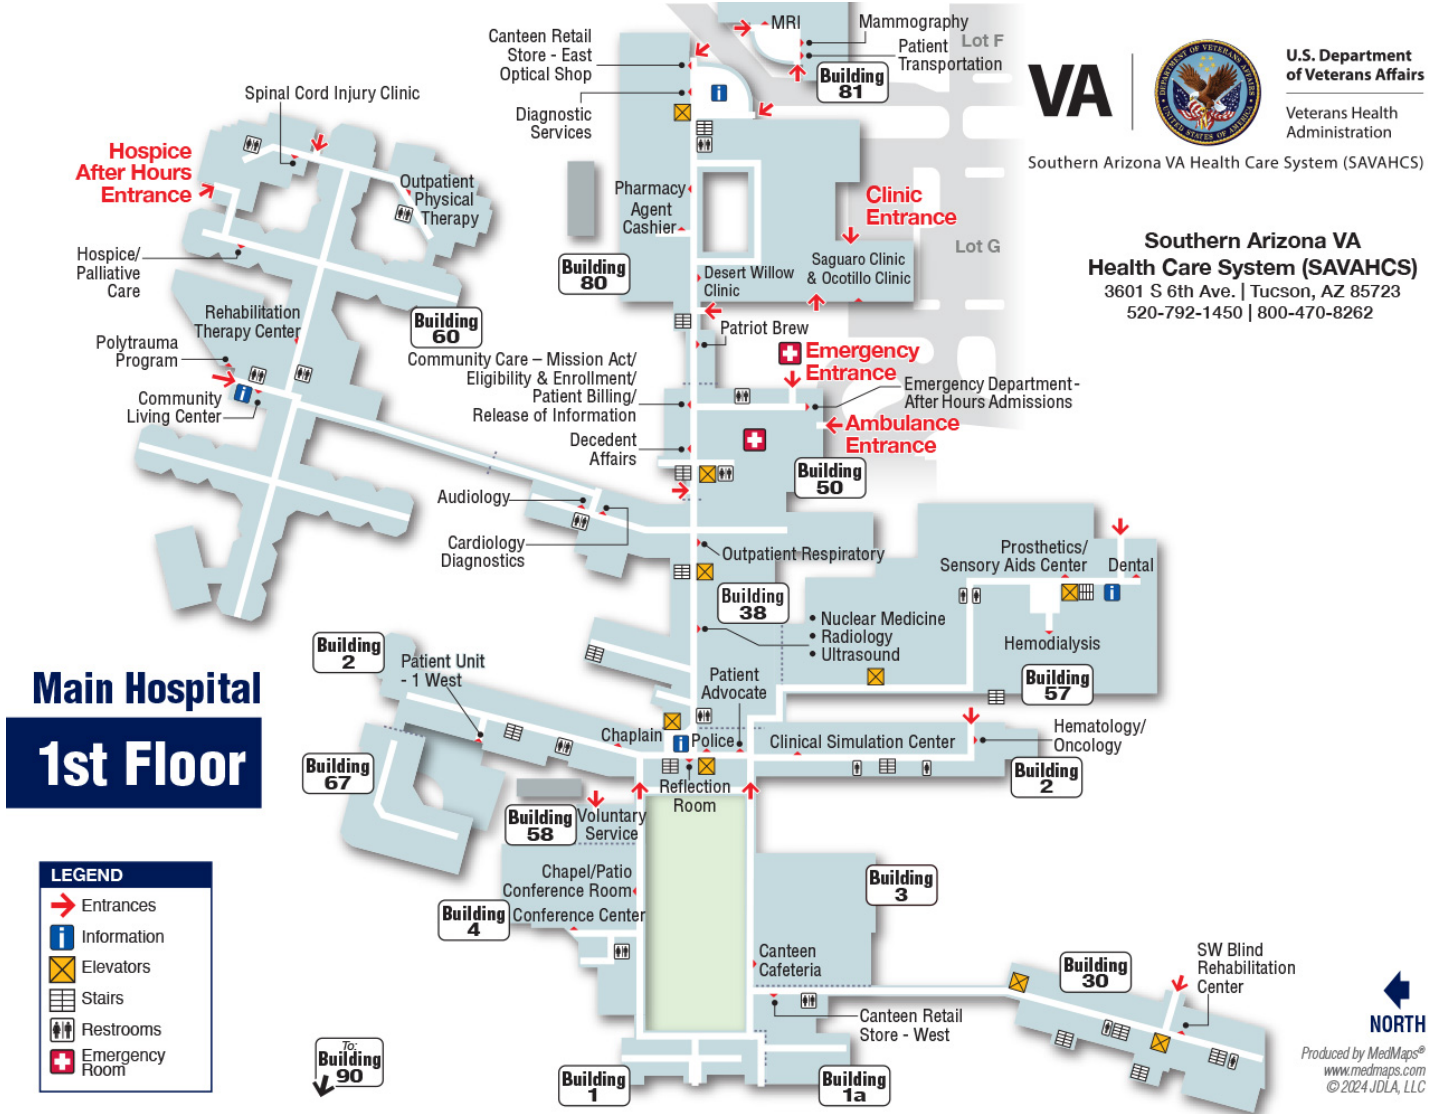 MRI
Mammography
Patient
Transportation
Lot F
Building
81
Canteen Retail
Store - East
Optical Shop
Diagnostic
Services
VA
DEPARTMENT OF VETERANS AFFAIRS
UNITED STATES OF AMERICA
U.S. Department
of Veterans Affairs
Veterans Health
Administration
Southern Arizona VA Health Care System (SAVAHCS)
Southern Arizona VA
Health Care System (SAVAHCS)
3601 S 6th Ave. | Tucson, AZ 85723
520-792-1450 | 800-470-8262
Spinal Cord Injury Clinic
Hospice
After Hours
Entrance
Outpatient
Physical
Therapy
Hospice/
Palliative
Care
Rehabilitation
Therapy Center
Polytrauma
Program
Community
Living Center
Building
60
Pharmacy
Agent
Cashier
Building
80
Clinic
Entrance
Lot G
Saguaro Clinic
& Ocotillo Clinic
Desert Willow
Clinic
Patriot Brew
Community Care – Mission Act/
Eligibility & Enrollment/
Patient Billing/
Release of Information
Decedent
Affairs
Emergency
Entrance
Emergency Department -
After Hours Admissions
Ambulance
Entrance
Building
50
Audiology
Cardiology
Diagnostics
Outpatient Respiratory
Building
38
• Nuclear Medicine
• Radiology
• Ultrasound
Prosthetics/
Sensory Aids Center
Dental
Hemodialysis
Building
57
Building
2
Patient Unit
- 1 West
Patient
Advocate
Chaplain
Police
Clinical Simulation Center
Hematology/
Oncology
Building
2
Reflection
Room
Building
67
Building
58
Voluntary
Service
Chapel/Patio
Conference Room
Building
4
Conference Center
Building
3
Canteen
Cafeteria
Canteen Retail
Store - West
Building
30
SW Blind
Rehabilitation
Center
Building
1
Building
1a
To:
Building
90
Main Hospital
1st Floor
LEGEND
Entrances
i Information
Elevators
Stairs
Restrooms
Emergency
Room
NORTH
Produced by MedMaps®
www.medmaps.com
© 2024 JDLA, LLC